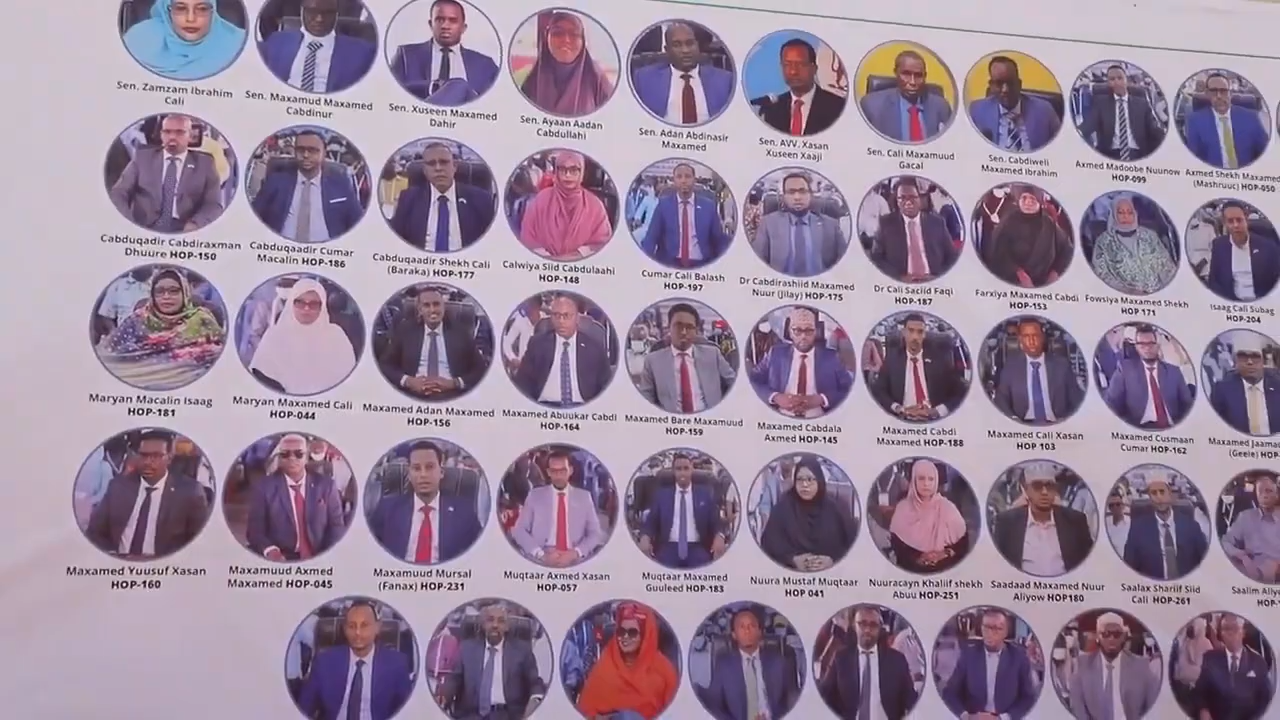 Sen. Zamzam Ibrahim
Cali
Sen. Maxamud Maxamed
Cabdinur
Sen. Xuseen Maxamed
Dahir
Sen. Ayaan Aadan
Cabdullahi
Sen. Adan Abdinasir
Maxamed
Sen. AVV. Xasan
Xuseen Xaaji
Sen. Cali Maxamuud
Gacal
Sen. Cabdiweli
Maxamed Ibrahim
Axmed Madoobe Nuunow
HOP-099
Axmed Shekh Maxamed
(Mashruuc) HOP-050
Cabduqadir Cabdiraxman
Dhuure HOP-150
Cabduqaadir Cumar
Macalin HOP-186
Cabduqaadir Shekh Cali
(Baraka) HOP-177
Calwiya Siid Cabdulaahi
HOP-148
Cumar Cali Balash
HOP-197
Dr Cabdirashiid Maxamed
Nuur (Jilay) HOP-175
Dr Cali Saciid Faqi
HOP-187
Farxiya Maxamed Cabdi
HOP-153
Fowsiya Maxamed Shekh
HOP 171
Isaag Cali Subag
HOP-204
Maryan Macalin Isaag
HOP-181
Maryan Maxamed Cali
HOP-044
Maxamed Adan Maxamed
HOP-156
Maxamed Abuukar Cabdi
HOP-164
Maxamed Bare Maxamuud
HOP-159
Maxamed Cabdala
Axmed HOP-145
Maxamed Cabdi
Maxamed HOP-188
Maxamed Cali Xasan
HOP 103
Maxamed Cusmaan
Cumar HOP-162
Maxamed Jaamac
(Geele) HOP-
Maxamed Yuusuf Xasan
HOP-160
Maxamuud Axmed
Maxamed HOP-045
Maxamuud Mursal
(Fanax) HOP-231
Muqtaar Axmed Xasan
HOP-057
Muqtaar Maxamed
Guuleed HOP-183
Nuura Mustaf Muqtaar
HOP 041
Nuuracayn Khaliif shekh
Abuu HOP-251
Saadaad Maxamed Nuur
Aliyow HOP180
Saalax Shariif Siid
Cali HOP-261
Saalim Aliyo
HOP-